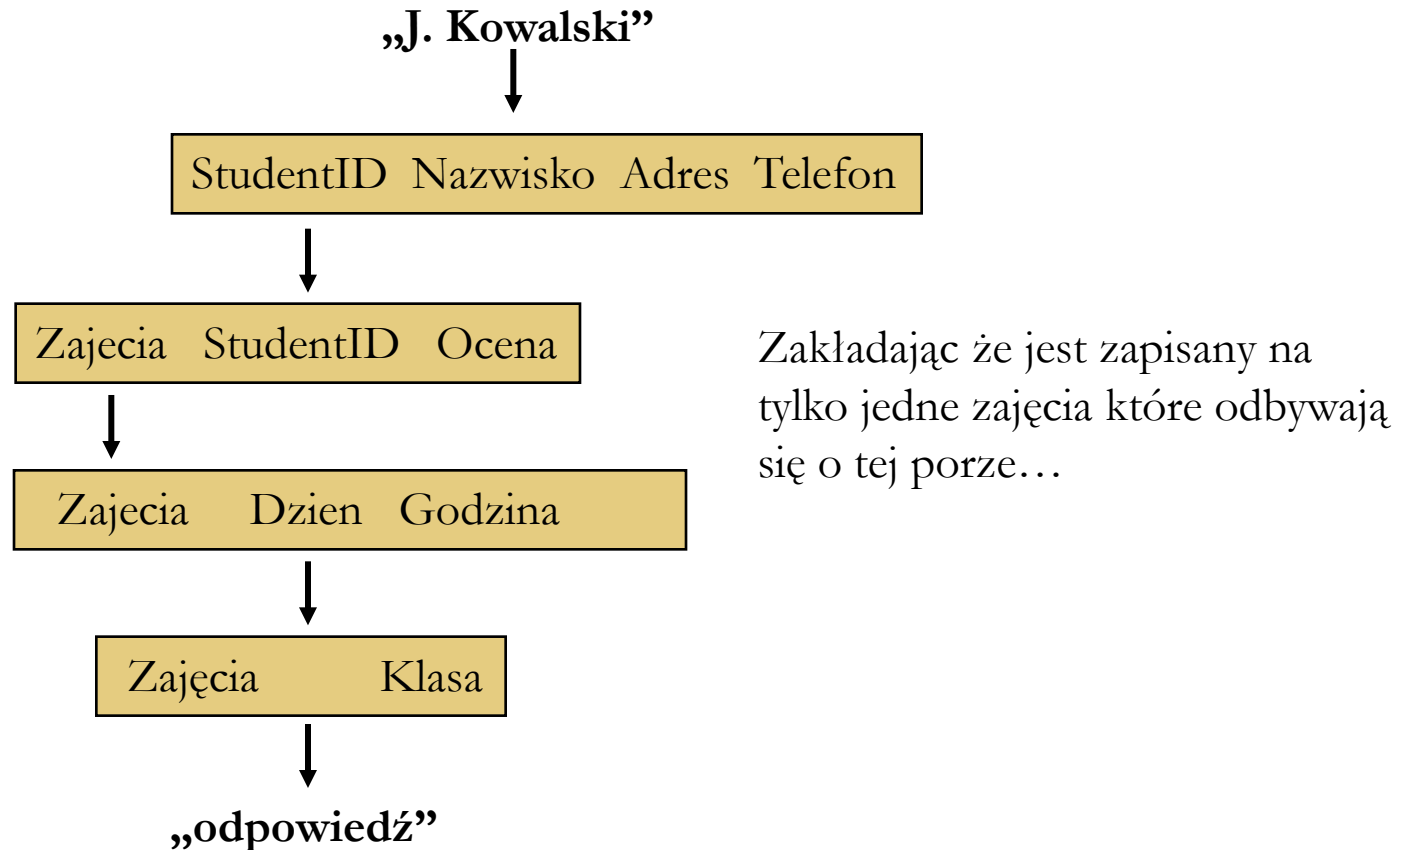 „J. Kowalski”
StudentID Nazwisko Adres Telefon
Zajecia StudentID Ocena
Zakładając że jest zapisany na
tylko jedne zajęcia które odbywają
się o tej porze…
Zajecia Dzien Godzina
Zajęcia Klasa
„odpowiedź”